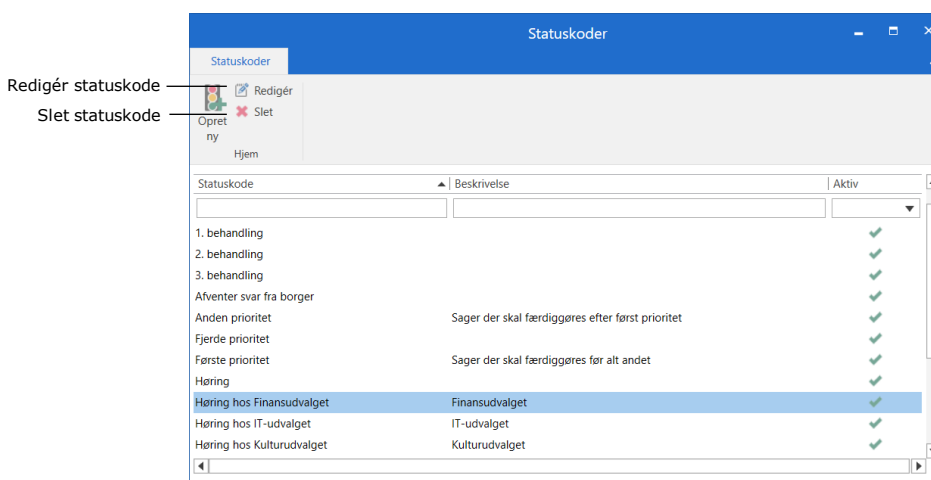 Statuskoder
Statuskoder
Redigér statuskode
Redigér
Slet statuskode
Slet
Opret
ny
Hjem
Statuskode Beskrivelse Aktiv
1. behandling
2. behandling
3. behandling
Afventer svar fra borger
Anden prioritet Sager der skal færdiggøres efter først prioritet
Fjerde prioritet
Første prioritet Sager der skal færdiggøres før alt andet
Høring
Høring hos Finansudvalget Finansudvalget
Høring hos IT-udvalget IT-udvalget
Høring hos Kulturudvalget Kulturudvalget